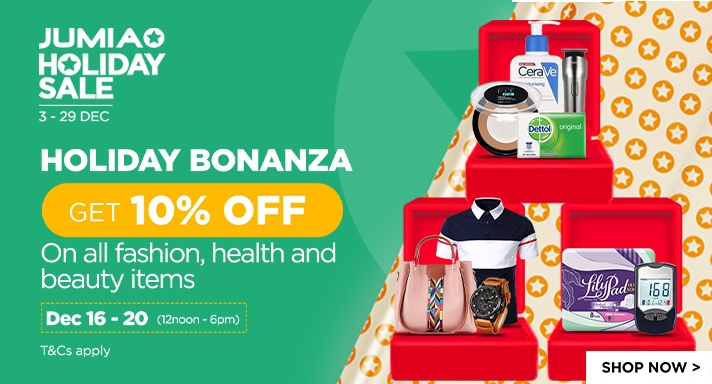 JUMIA
HOLIDAY
SALE
3 - 29 DEC
HOLIDAY BONANZA
GET 10% OFF
On all fashion, health and
beauty items
Dec 16 - 20 (12noon - 6pm)
T&Cs apply
CeraVe
FIT
Dettol original
LilyPad
168
SHOP NOW >